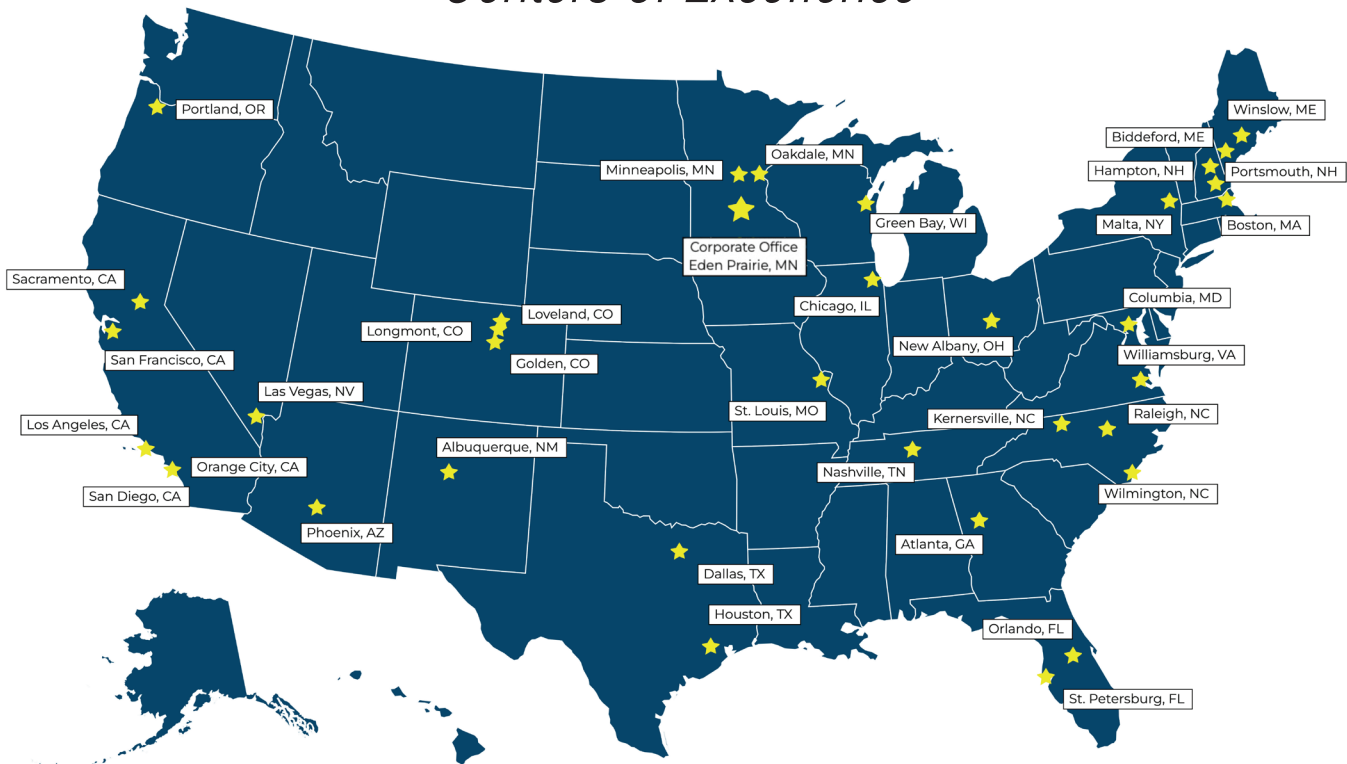 Centers of Excellence
Portland, OR
Winslow, ME
Biddeford, ME
Oakdale, MN
Minneapolis, MN
Hampton, NH
Portsmouth, NH
Green Bay, WI
Malta, NY
Boston, MA
Corporate Office
Eden Prairie, MN
Sacramento, CA
Columbia, MD
Chicago, IL
Loveland, CO
Longmont, CO
New Albany, OH
Williamsburg, VA
San Francisco, CA
Golden, CO
Las Vegas, NV
St. Louis, MO
Raleigh, NC
Kernersville, NC
Los Angeles, CA
Albuquerque, NM
Orange City, CA
Nashville, TN
San Diego, CA
Wilmington, NC
Phoenix, AZ
Atlanta, GA
Dallas, TX
Houston, TX
Orlando, FL
St. Petersburg, FL